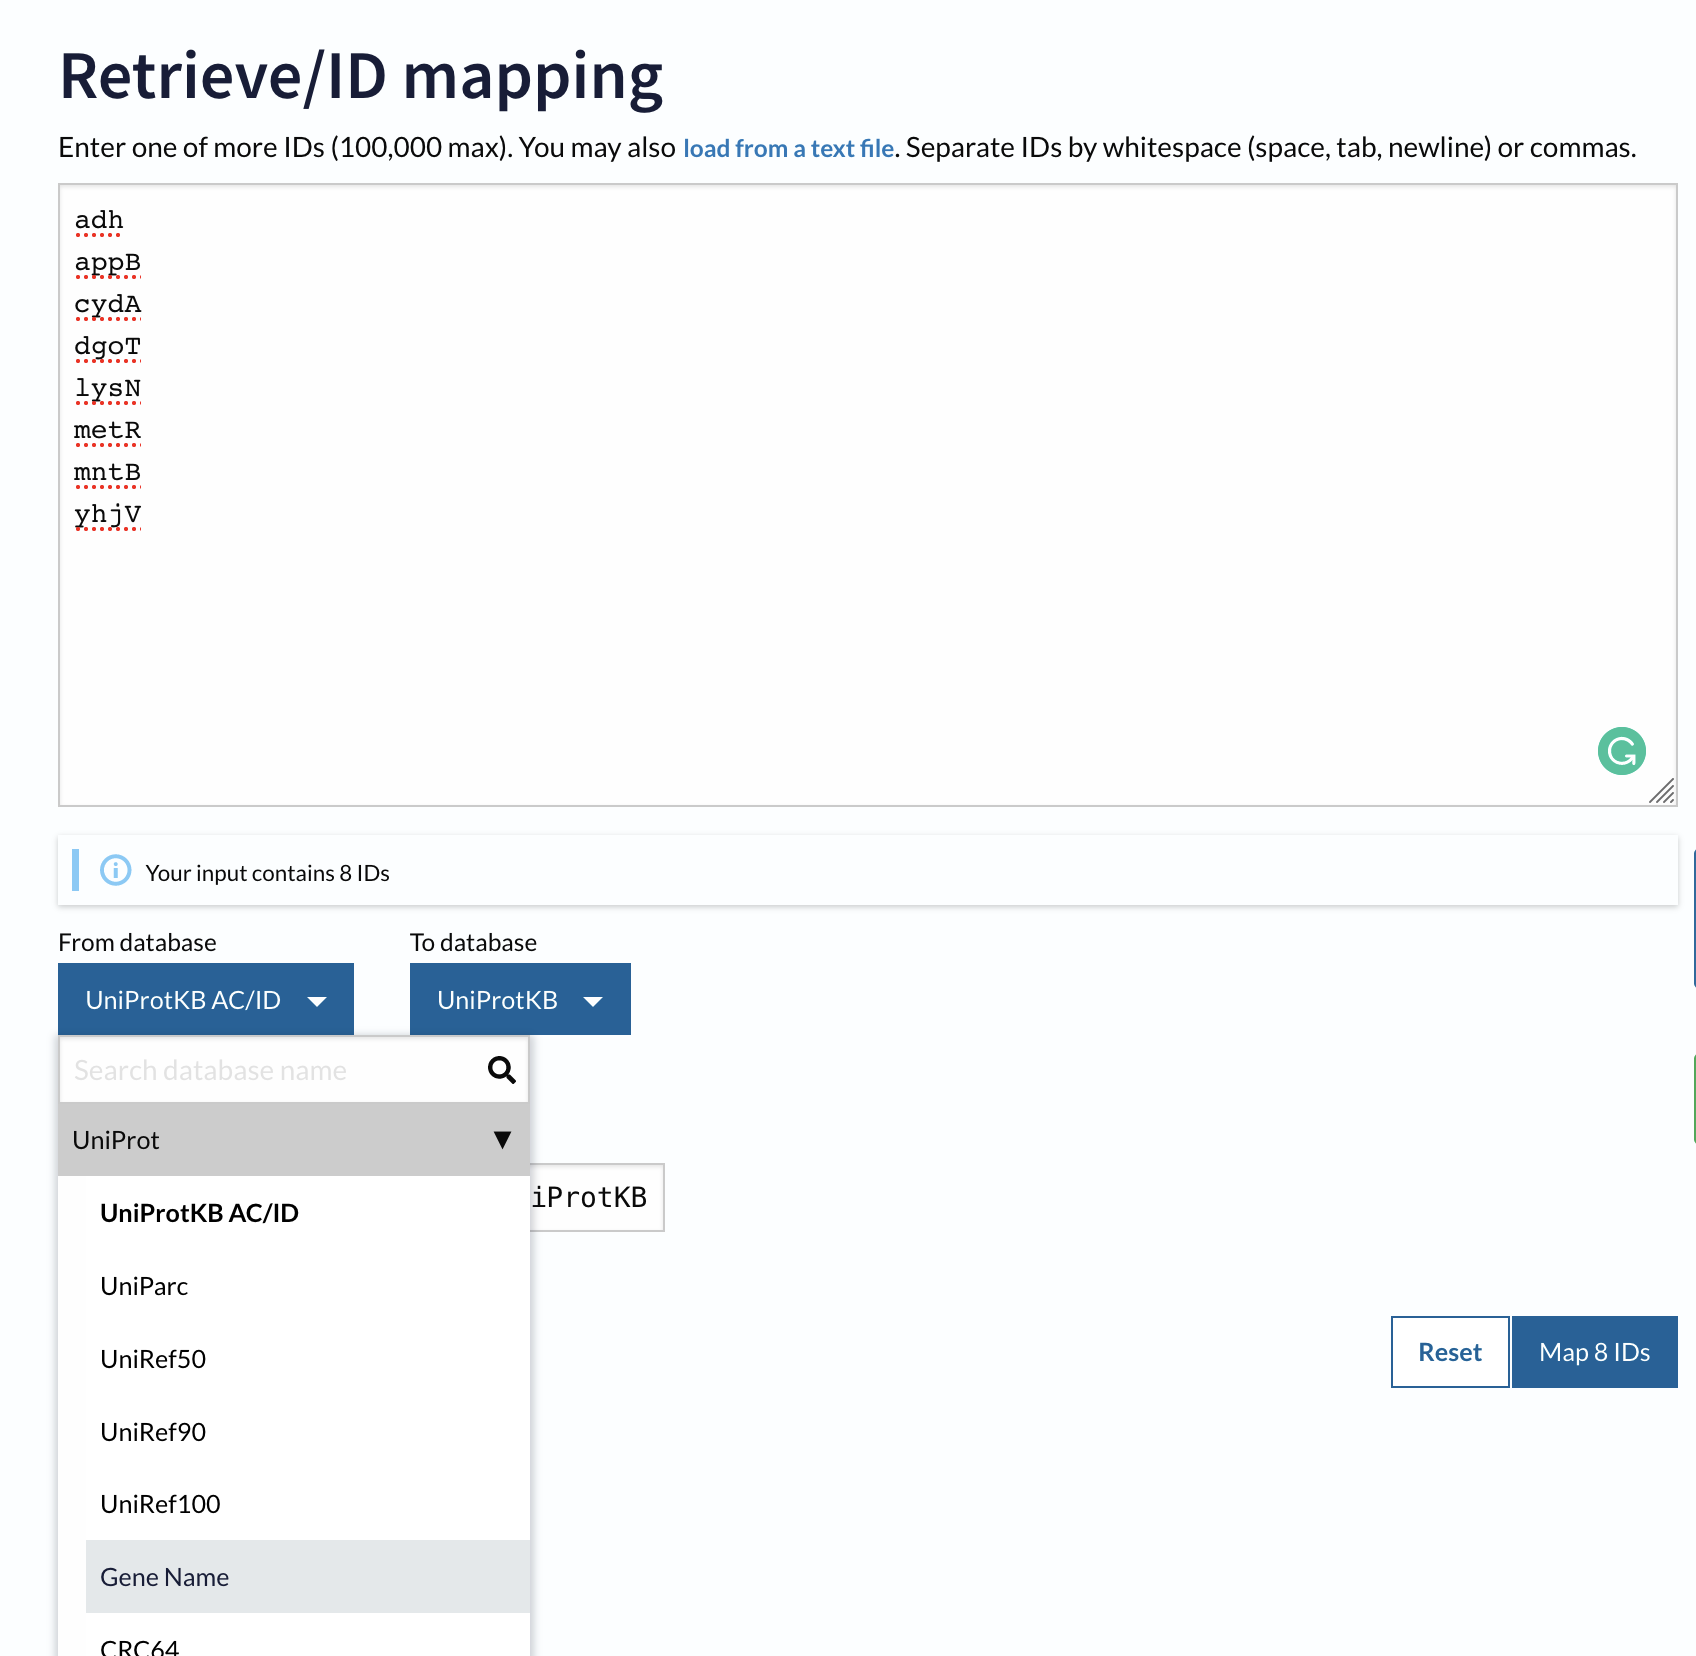 Retrieve/ID mapping
Enter one of more IDs (100,000 max). You may also load from a text file. Separate IDs by whitespace (space, tab, newline) or commas.
adh
appB
cydA
dgoT
lysN
metR
mntB
yhjV
Your input contains 8 IDs
From database
To database
UniProtKB AC/ID
UniProtKB
Search database name
UniProt
UniProtKB AC/ID
iProtKB
UniParc
UniRef50
Reset
Map 8 IDs
UniRef90
UniRef100
Gene Name
CRC64